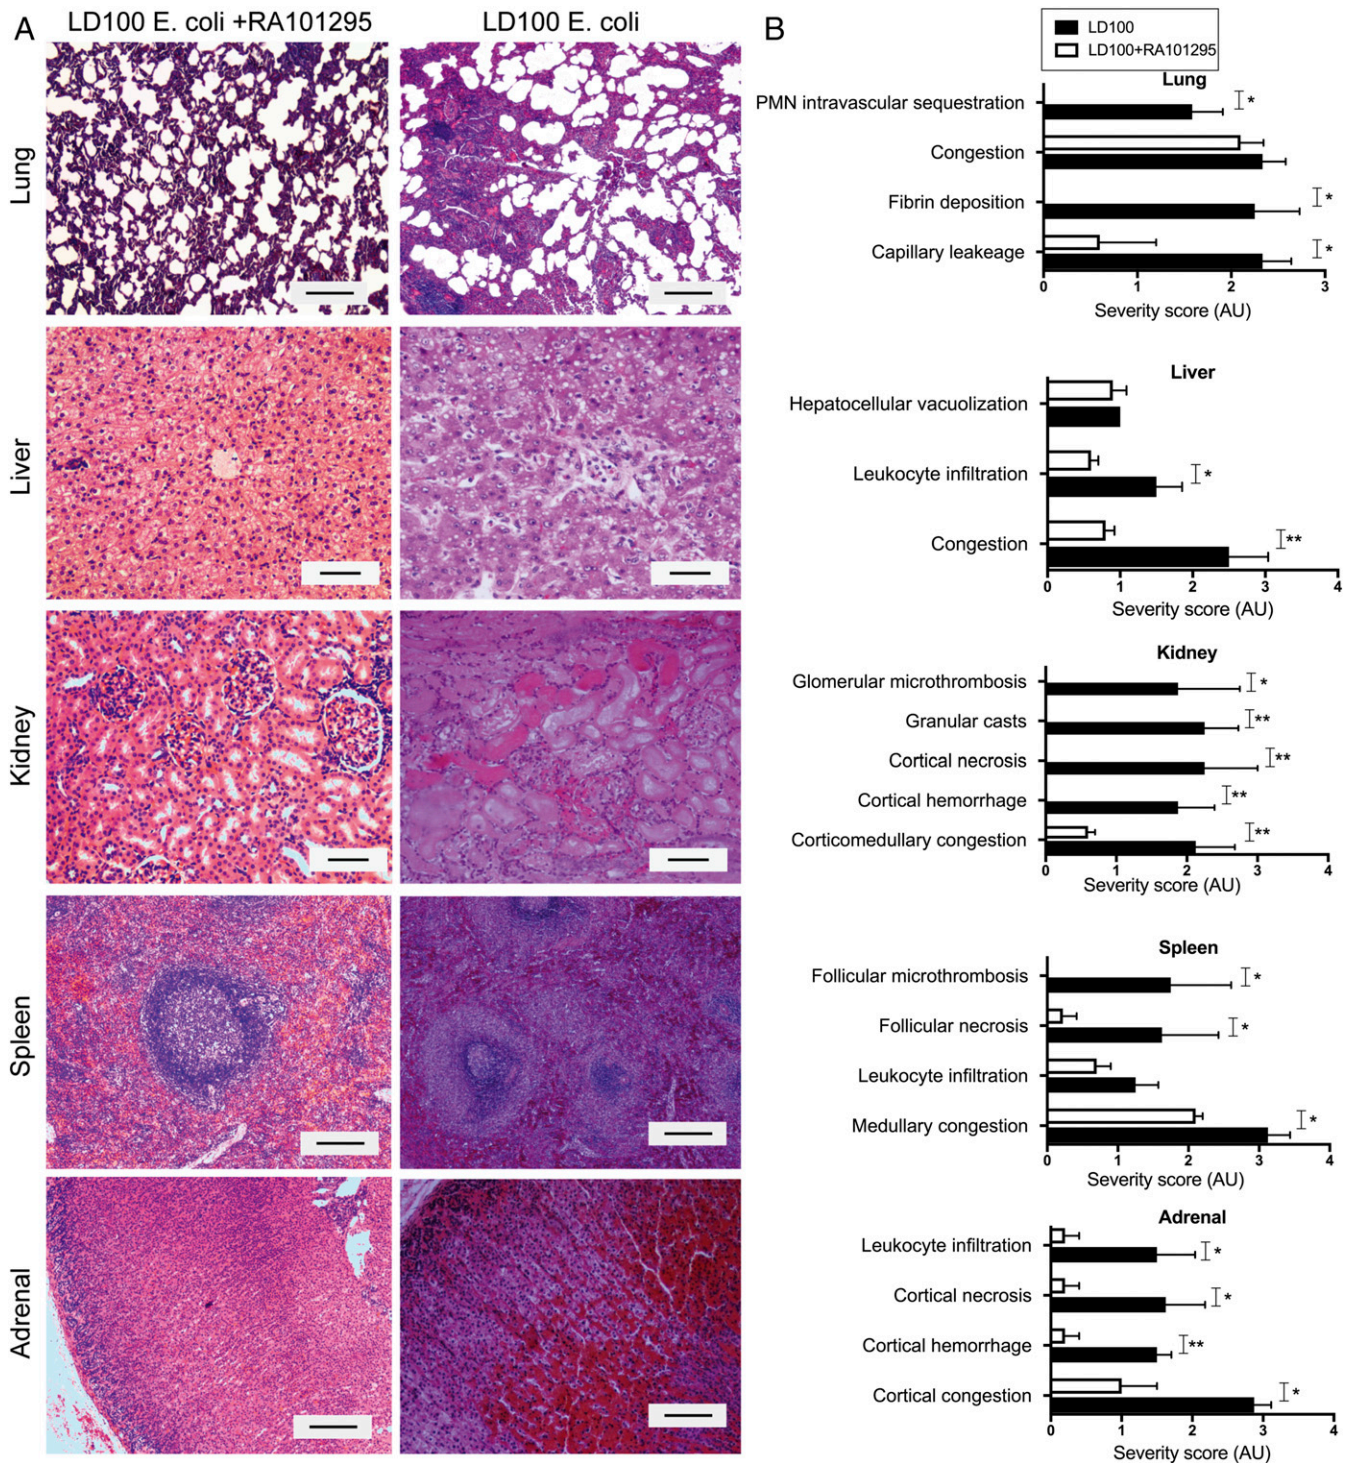 A
LD100 E. coli +RA101295
LD100 E. coli
Lung
Liver
Kidney
Spleen
Adrenal
B
LD100
LD100+RA101295
Lung
PMN intravascular sequestration
*
Congestion
Fibrin deposition
*
Capillary leakeage
*
0 1 2 3
Severity score (AU)
Liver
Hepatocellular vacuolization
Leukocyte infiltration
*
Congestion
**
0 1 2 3 4
Severity score (AU)
Kidney
Glomerular microthrombosis
*
Granular casts
**
Cortical necrosis
**
Cortical hemorrhage
**
Corticomedullary congestion
**
0 1 2 3 4
Severity score (AU)
Spleen
Follicular microthrombosis
*
Follicular necrosis
*
Leukocyte infiltration
Medullary congestion
*
0 1 2 3 4
Severity score (AU)
Adrenal
Leukocyte infiltration
*
Cortical necrosis
*
Cortical hemorrhage
**
Cortical congestion
*
0 1 2 3 4
Severity score (AU)